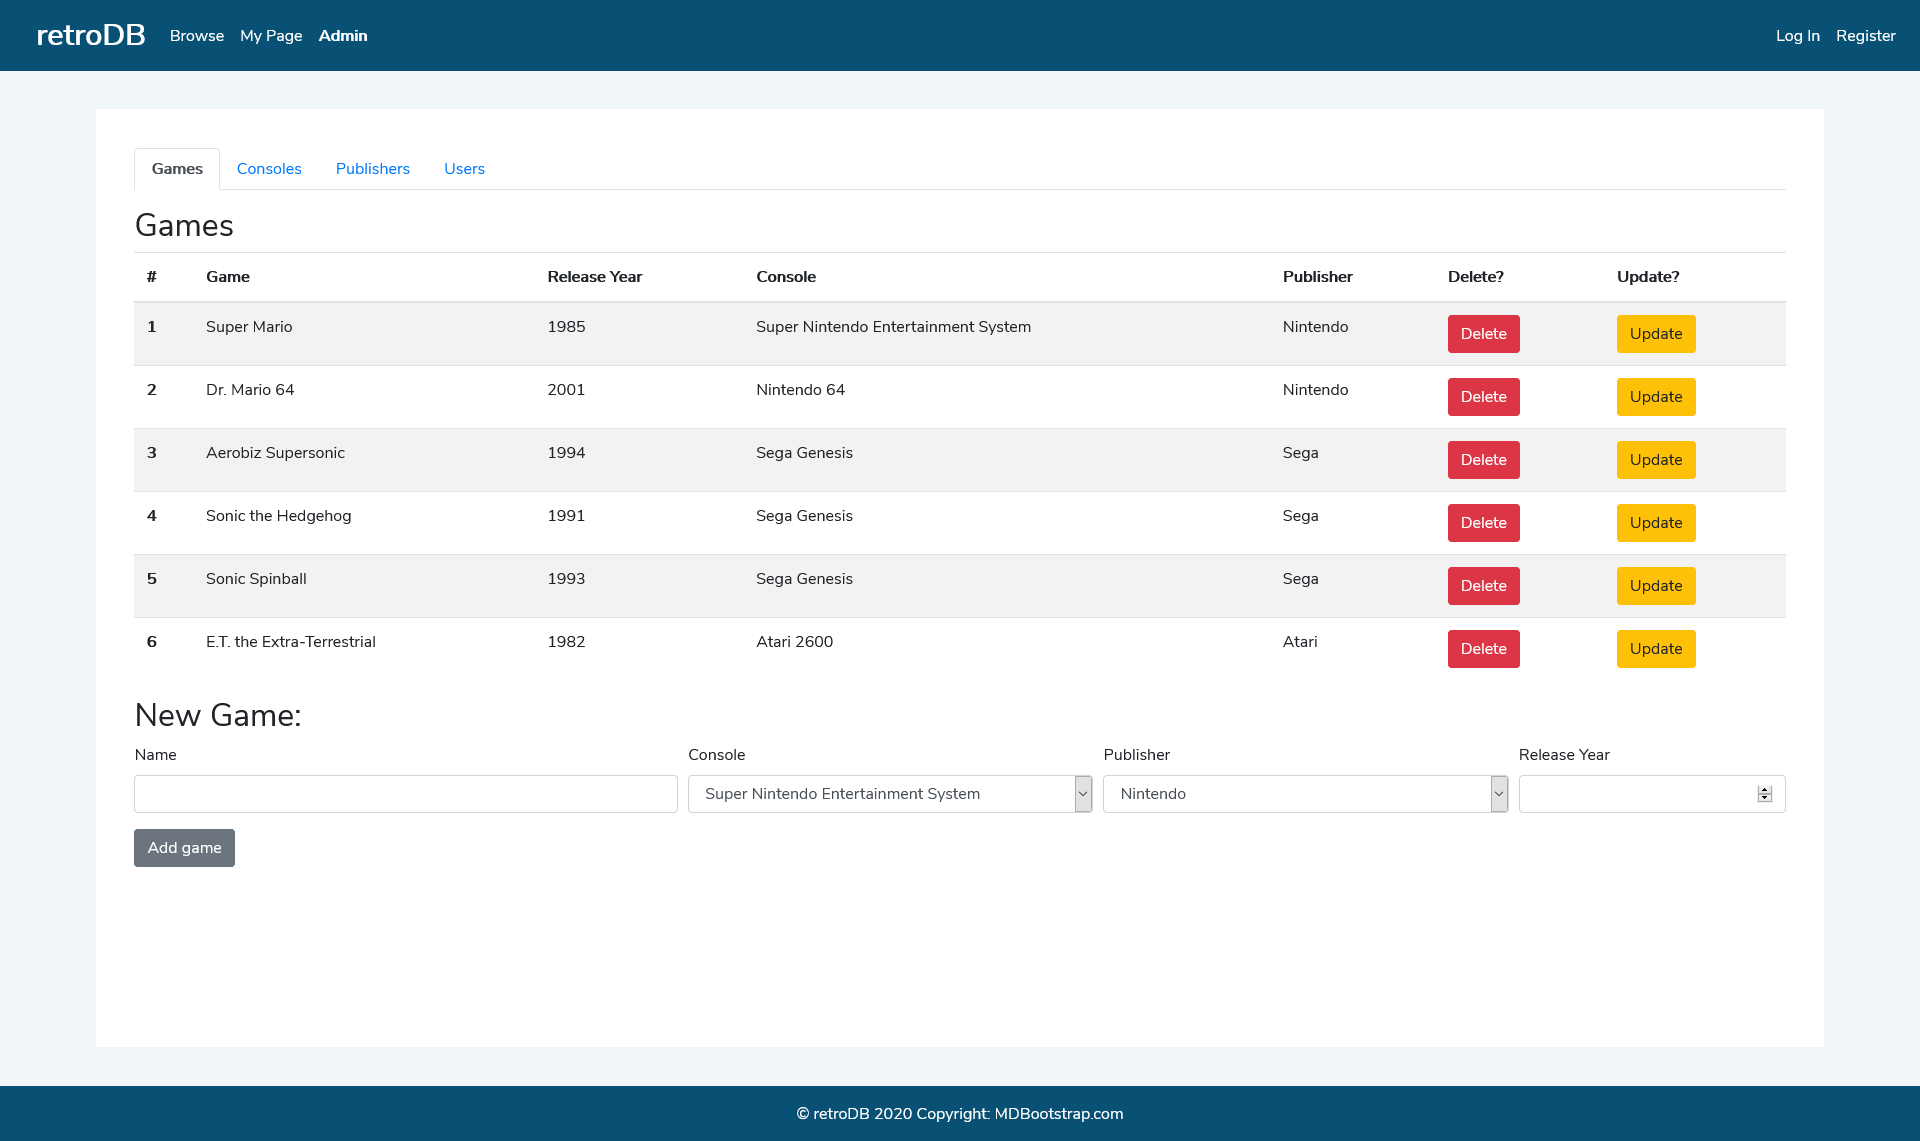 retroDB Browse My Page Admin Log In Register
Games Consoles Publishers Users
Games
# Game Release Year Console Publisher Delete? Update?
1 Super Mario 1985 Super Nintendo Entertainment System Nintendo Delete Update
2 Dr. Mario 64 2001 Nintendo 64 Nintendo Delete Update
3 Aerobiz Supersonic 1994 Sega Genesis Sega Delete Update
4 Sonic the Hedgehog 1991 Sega Genesis Sega Delete Update
5 Sonic Spinball 1993 Sega Genesis Sega Delete Update
6 E.T. the Extra-Terrestrial 1982 Atari 2600 Atari Delete Update
New Game:
Name Console Publisher Release Year
Super Nintendo Entertainment System Nintendo
Add game
© retroDB 2020 Copyright: MDBootstrap.com